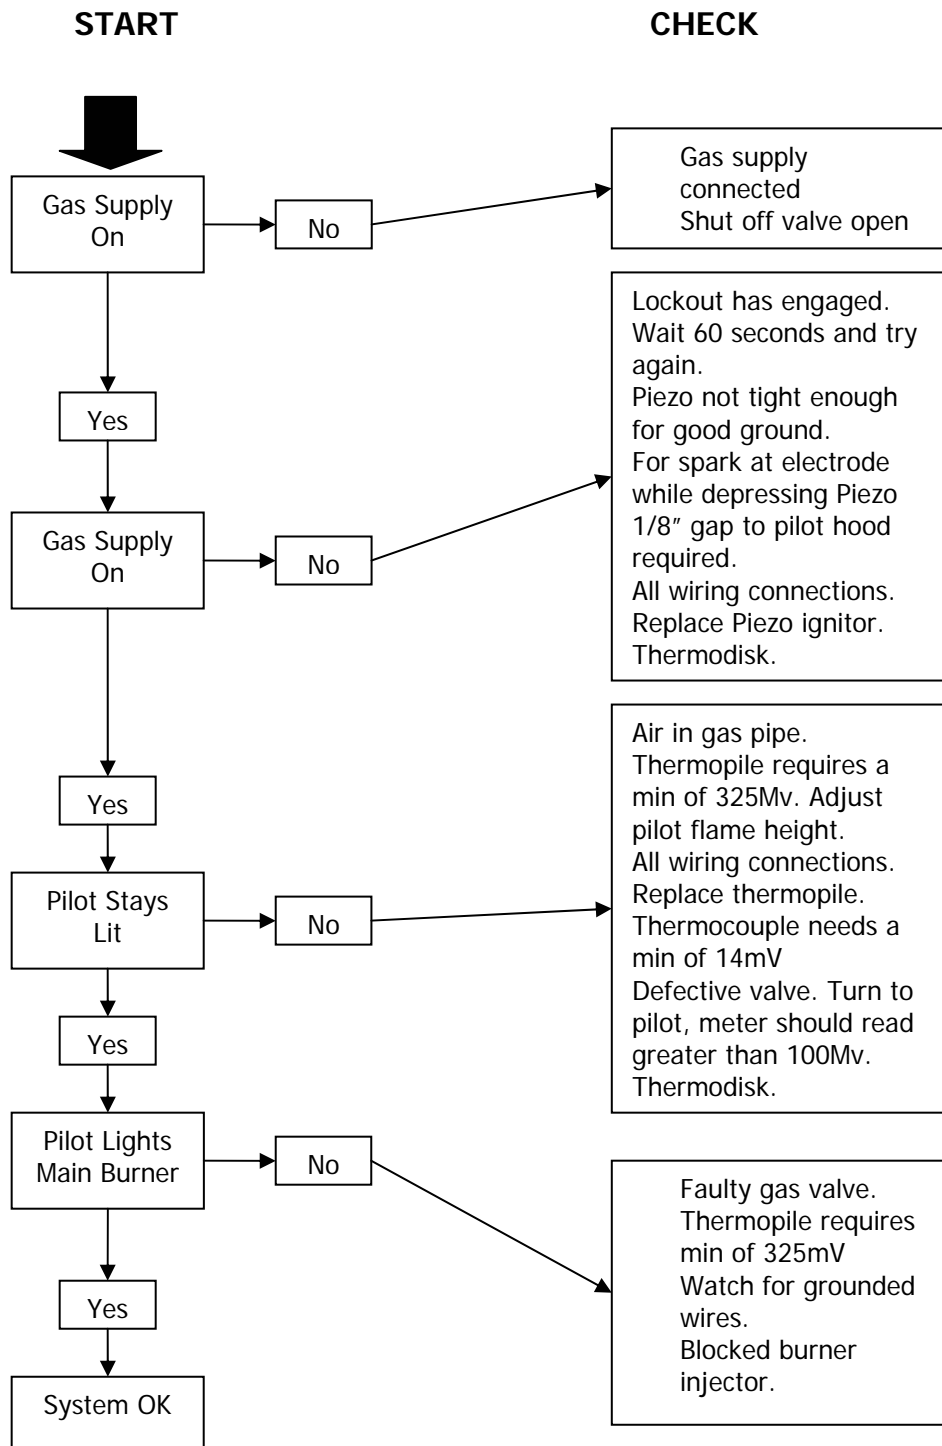 START
CHECK
Gas Supply
On
No
Gas supply
connected
Shut off valve open
Yes
Gas Supply
On
No
Lockout has engaged.
Wait 60 seconds and try
again.
Piezo not tight enough
for good ground.
For spark at electrode
while depressing Piezo
1/8” gap to pilot hood
required.
All wiring connections.
Replace Piezo ignitor.
Thermodisk.
Yes
Pilot Stays
Lit
No
Air in gas pipe.
Thermopile requires a
min of 325Mv. Adjust
pilot flame height.
All wiring connections.
Replace thermopile.
Thermocouple needs a
min of 14mV
Defective valve. Turn to
pilot, meter should read
greater than 100Mv.
Thermodisk.
Yes
Pilot Lights
Main Burner
No
Faulty gas valve.
Thermopile requires
min of 325mV
Watch for grounded
wires.
Blocked burner
injector.
Yes
System OK